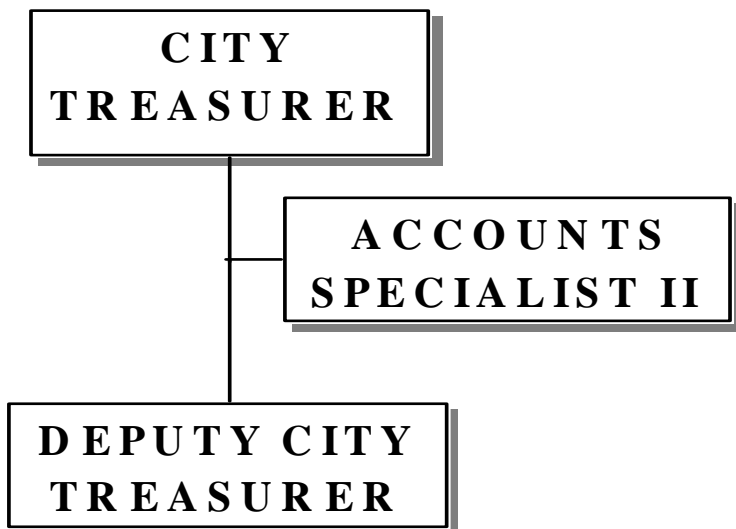 CITY
TREASURER
ACCOUNTS
SPECIALIST II
DEPUTY CITY
TREASURER